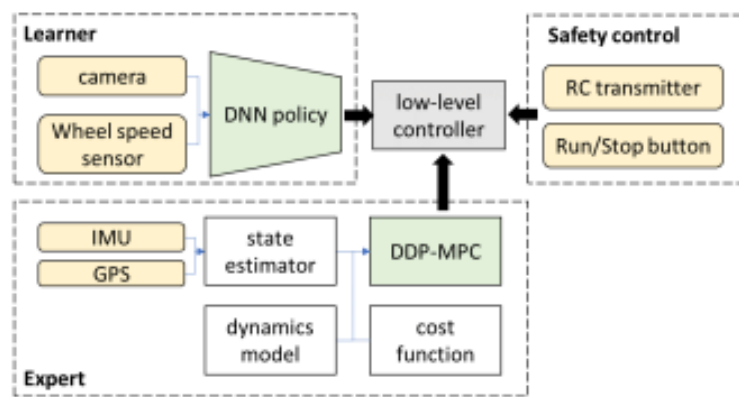 Learner
camera
Wheel speed
sensor
DNN policy
low-level
controller
Safety control
RC transmitter
Run/Stop button
IMU
GPS
state
estimator
DDP-MPC
dynamics
model
cost
function
Expert